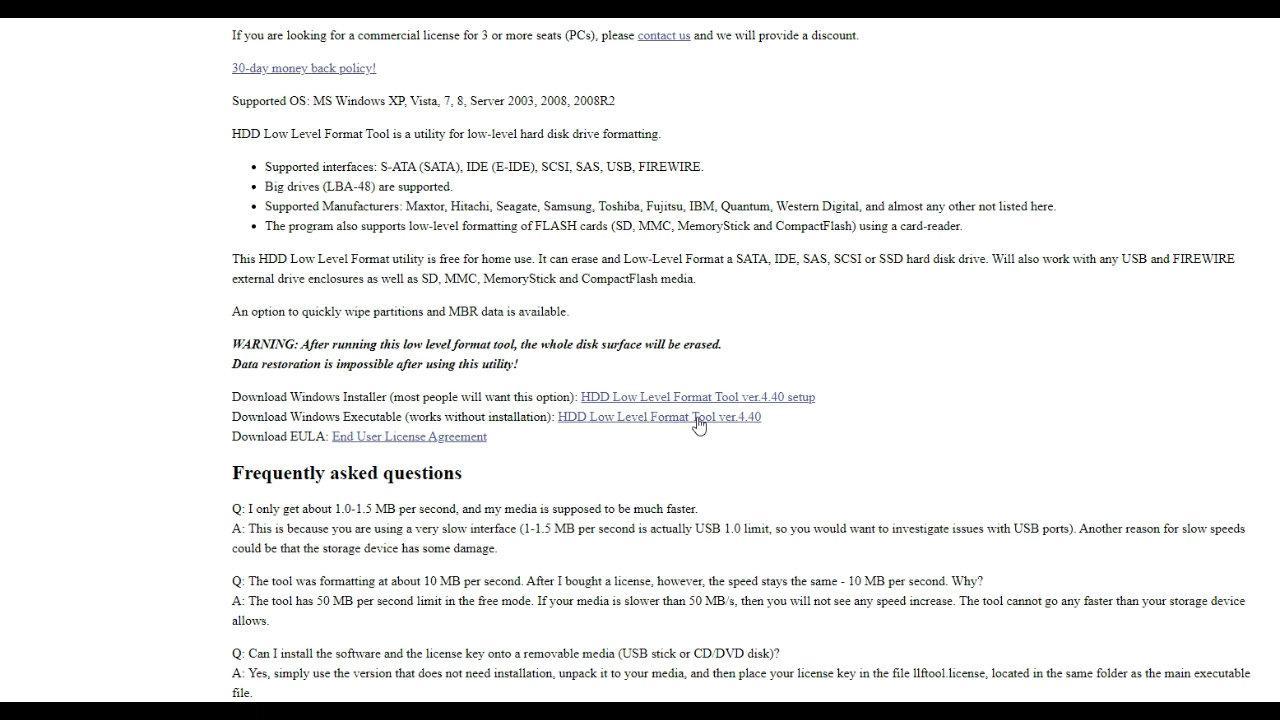 If you are looking for a commercial license for 3 or more seats (PCs), please contact us and we will provide a discount.
30-day money back policy!
Supported OS: MS Windows XP, Vista, 7, 8, Server 2003, 2008, 2008R2
HDD Low Level Format Tool is a utility for low-level hard disk drive formatting.
• Supported interfaces: S-ATA (SATA), IDE (E-IDE), SCSI, SAS, USB, FIREWIRE.
• Big drives (LBA-48) are supported.
• Supported Manufacturers: Maxtor, Hitachi, Seagate, Samsung, Toshiba, Fujitsu, IBM, Quantum, Western Digital, and almost any other not listed here.
• The program also supports low-level formatting of FLASH cards (SD, MMC, MemoryStick and CompactFlash) using a card-reader.
This HDD Low Level Format utility is free for home use. It can erase and Low-Level Format a SATA, IDE, SAS, SCSI or SSD hard disk drive. Will also work with any USB and FIREWIRE
external drive enclosures as well as SD, MMC, MemoryStick and CompactFlash media.
An option to quickly wipe partitions and MBR data is available.
WARNING: After running this low level format tool, the whole disk surface will be erased.
Data restoration is impossible after using this utility!
Download Windows Installer (most people will want this option): HDD Low Level Format Tool ver.4.40 setup
Download Windows Executable (works without installation): HDD Low Level Format Tool ver.4.40
Download EULA: End User License Agreement
Frequently asked questions
Q: I only get about 1.0-1.5 MB per second, and my media is supposed to be much faster.
A: This is because you are using a very slow interface (1-1.5 MB per second is actually USB 1.0 limit, so you would want to investigate issues with USB ports). Another reason for slow speeds
could be that the storage device has some damage.
Q: The tool was formatting at about 10 MB per second. After I bought a license, however, the speed stays the same - 10 MB per second. Why?
A: The tool has 50 MB per second limit in the free mode. If your media is slower than 50 MB/s, then you will not see any speed increase. The tool cannot go any faster than your storage device
allows.
Q: Can I install the software and the license key onto a removable media (USB stick or CD/DVD disk)?
A: Yes, simply use the version that does not need installation, unpack it to your media, and then place your license key in the file llftool.license, located in the same folder as the main executable
file.